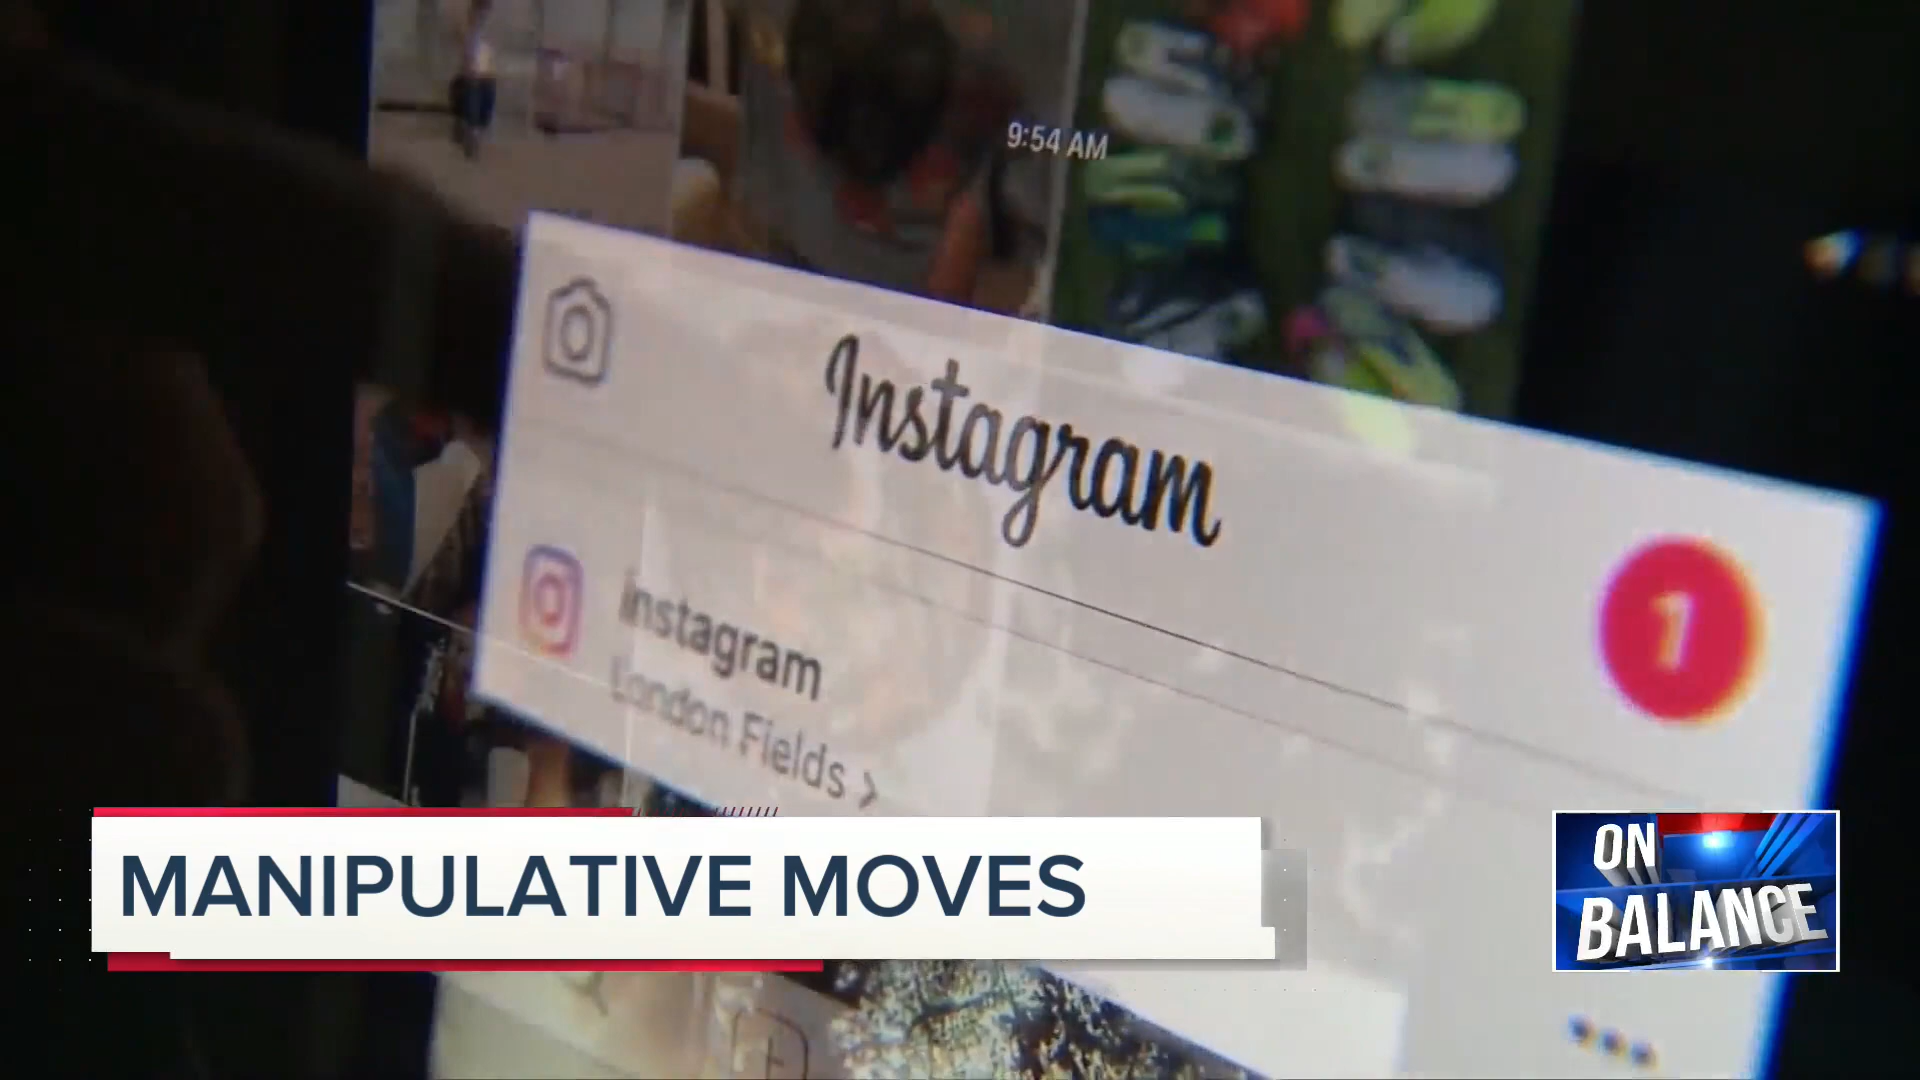 9:54 AM
Instagram
1
instagram
London Fields >
MANIPULATIVE MOVES
ON
BALANCE